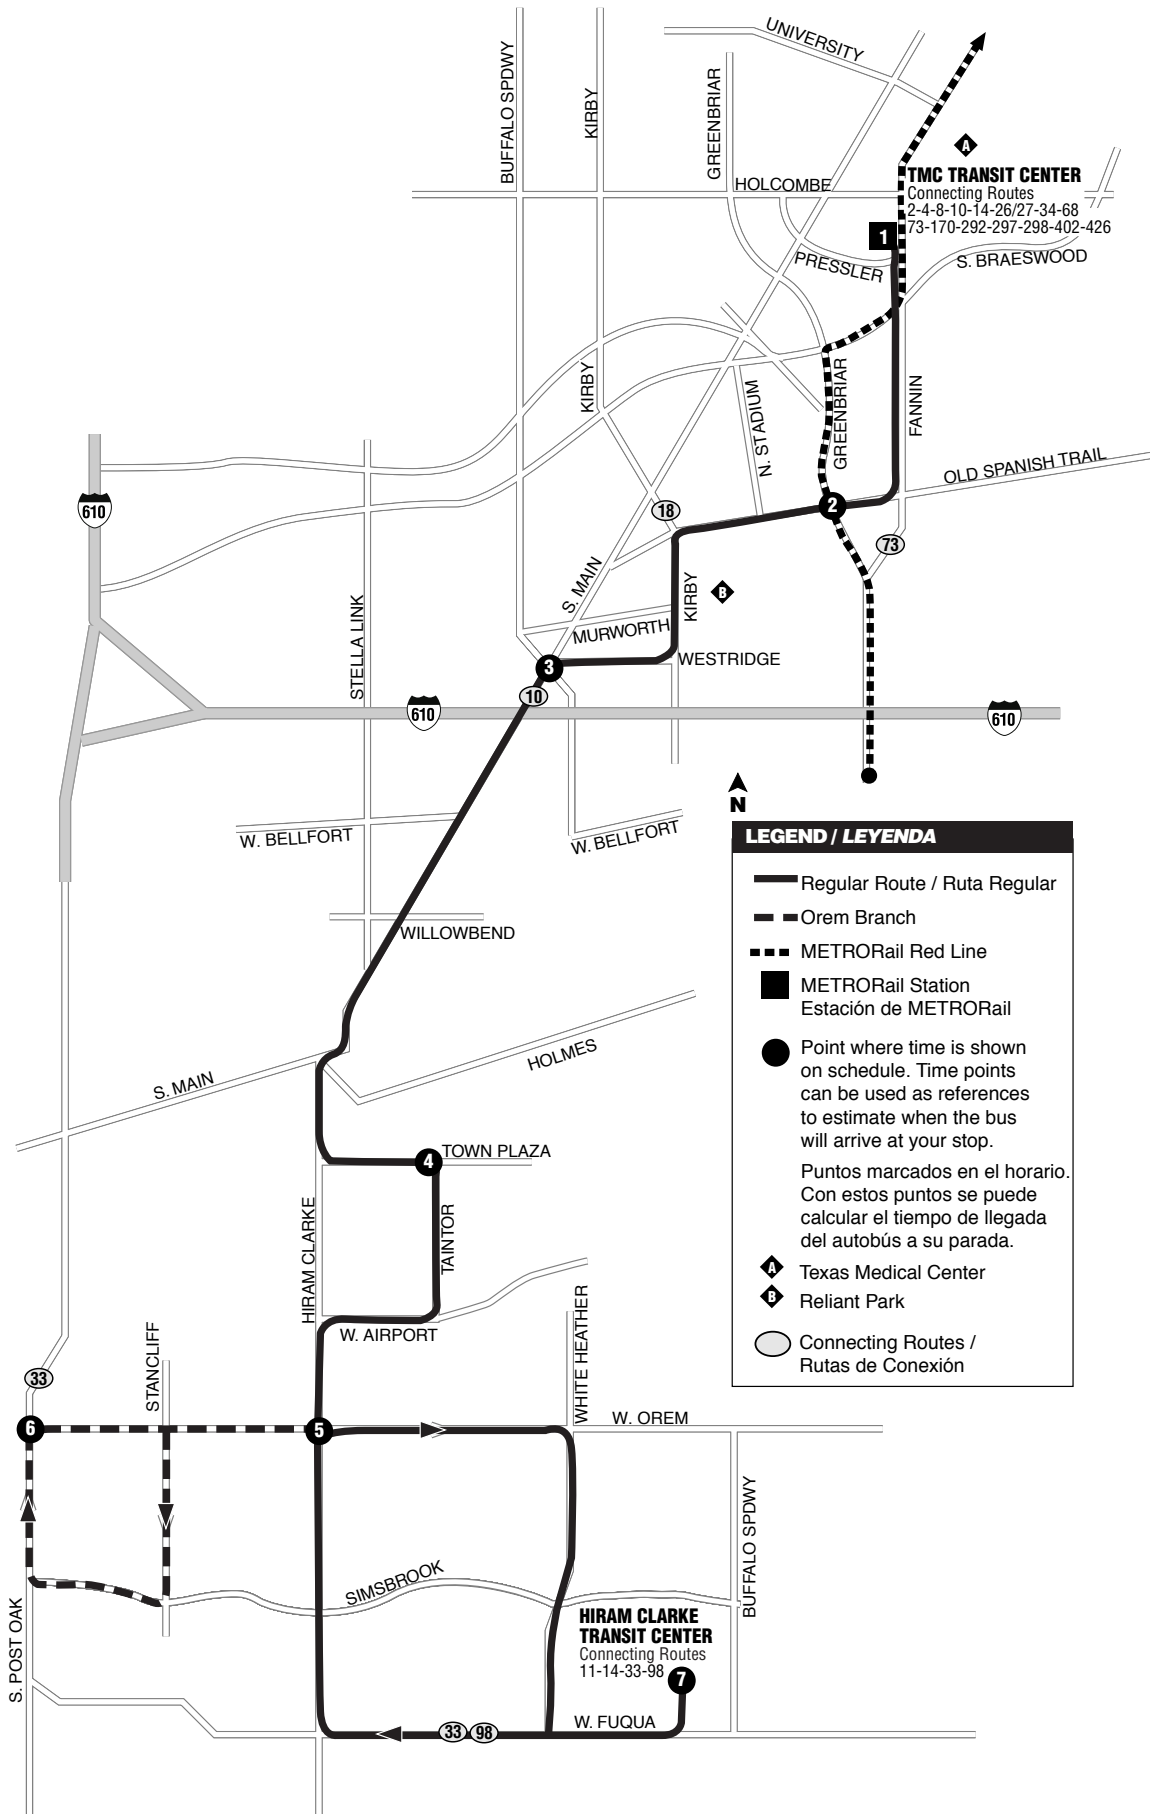 UNIVERSITY
BUFFALO SPDWY
KIRBY
GREENBRIAR
A
HOLCOMBE
TMC TRANSIT CENTER
Connecting Routes
2-4-8-10-14-26/27-34-68
73-170-292-297-298-402-426
1
PRESSLER
S. BRAESWOOD
KIRBY
N. STADIUM
GREENBRIAR
FANNIN
OLD SPANISH TRAIL
610
18
2
73
S. MAIN
KIRBY
B
MURWORTH
STELLA LINK
3
WESTRIDGE
10
610
610
N
W. BELLFORT
W. BELLFORT
WILLOWBEND
HOLMES
S. MAIN
LEGEND / LEYENDA
Regular Route / Ruta Regular
Orem Branch
METRORail Red Line
METRORail Station
Estación de METRORail
Point where time is shown
on schedule. Time points
can be used as references
to estimate when the bus
will arrive at your stop.
Puntos marcados en el horario.
Con estos puntos se puede
calcular el tiempo de llegada
del autobús a su parada.
A Texas Medical Center
B Reliant Park
Connecting Routes /
Rutas de Conexión
4
TOWN PLAZA
HIRAM CLARKE
TAINTOR
W. AIRPORT
STANCLIFF
WHITE HEATHER
33
6
5
W. OREM
BUFFALO SPDWY
SIMSBROOK
S. POST OAK
HIRAM CLARKE
TRANSIT CENTER
Connecting Routes
11-14-33-98
7
W. FUQUA
33
98